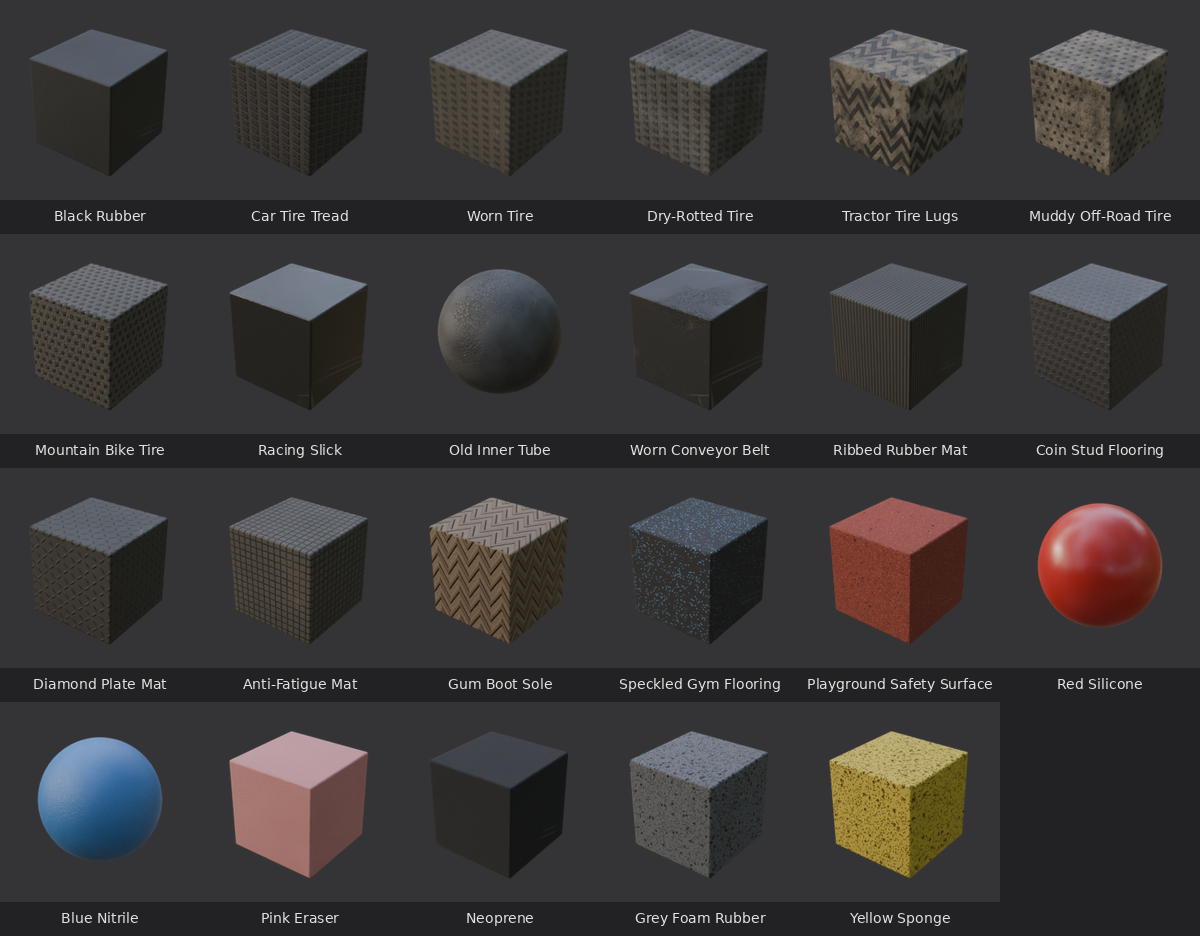 Black Rubber
Car Tire Tread
Worn Tire
Dry-Rotted Tire
Tractor Tire Lugs
Muddy Off-Road Tire
Mountain Bike Tire
Racing Slick
Old Inner Tube
Worn Conveyor Belt
Ribbed Rubber Mat
Coin Stud Flooring
Diamond Plate Mat
Anti-Fatigue Mat
Gum Boot Sole
Speckled Gym Flooring
Playground Safety Surface
Red Silicone
Blue Nitrile
Pink Eraser
Neoprene
Grey Foam Rubber
Yellow Sponge